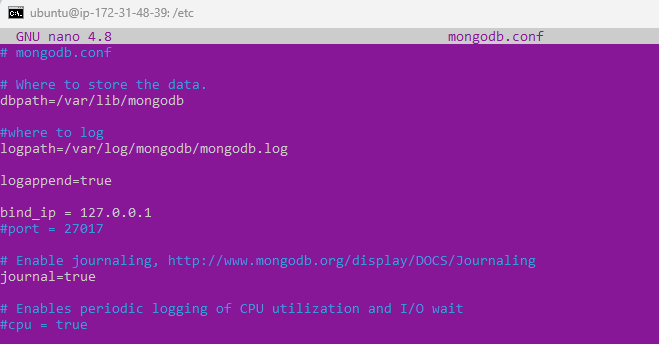 ubuntu@ip-172-31-48-39: /etc
GNU nano 4.8 mongodb.conf
# mongodb.conf
# Where to store the data.
dbpath=/var/lib/mongodb
#where to log
logpath=/var/log/mongodb/mongodb.log
logappend=true
bind_ip = 127.0.0.1
#port = 27017
# Enable journaling, http://www.mongodb.org/display/DOCS/Journaling
journal=true
# Enables periodic logging of CPU utilization and I/O wait
#cpu = true